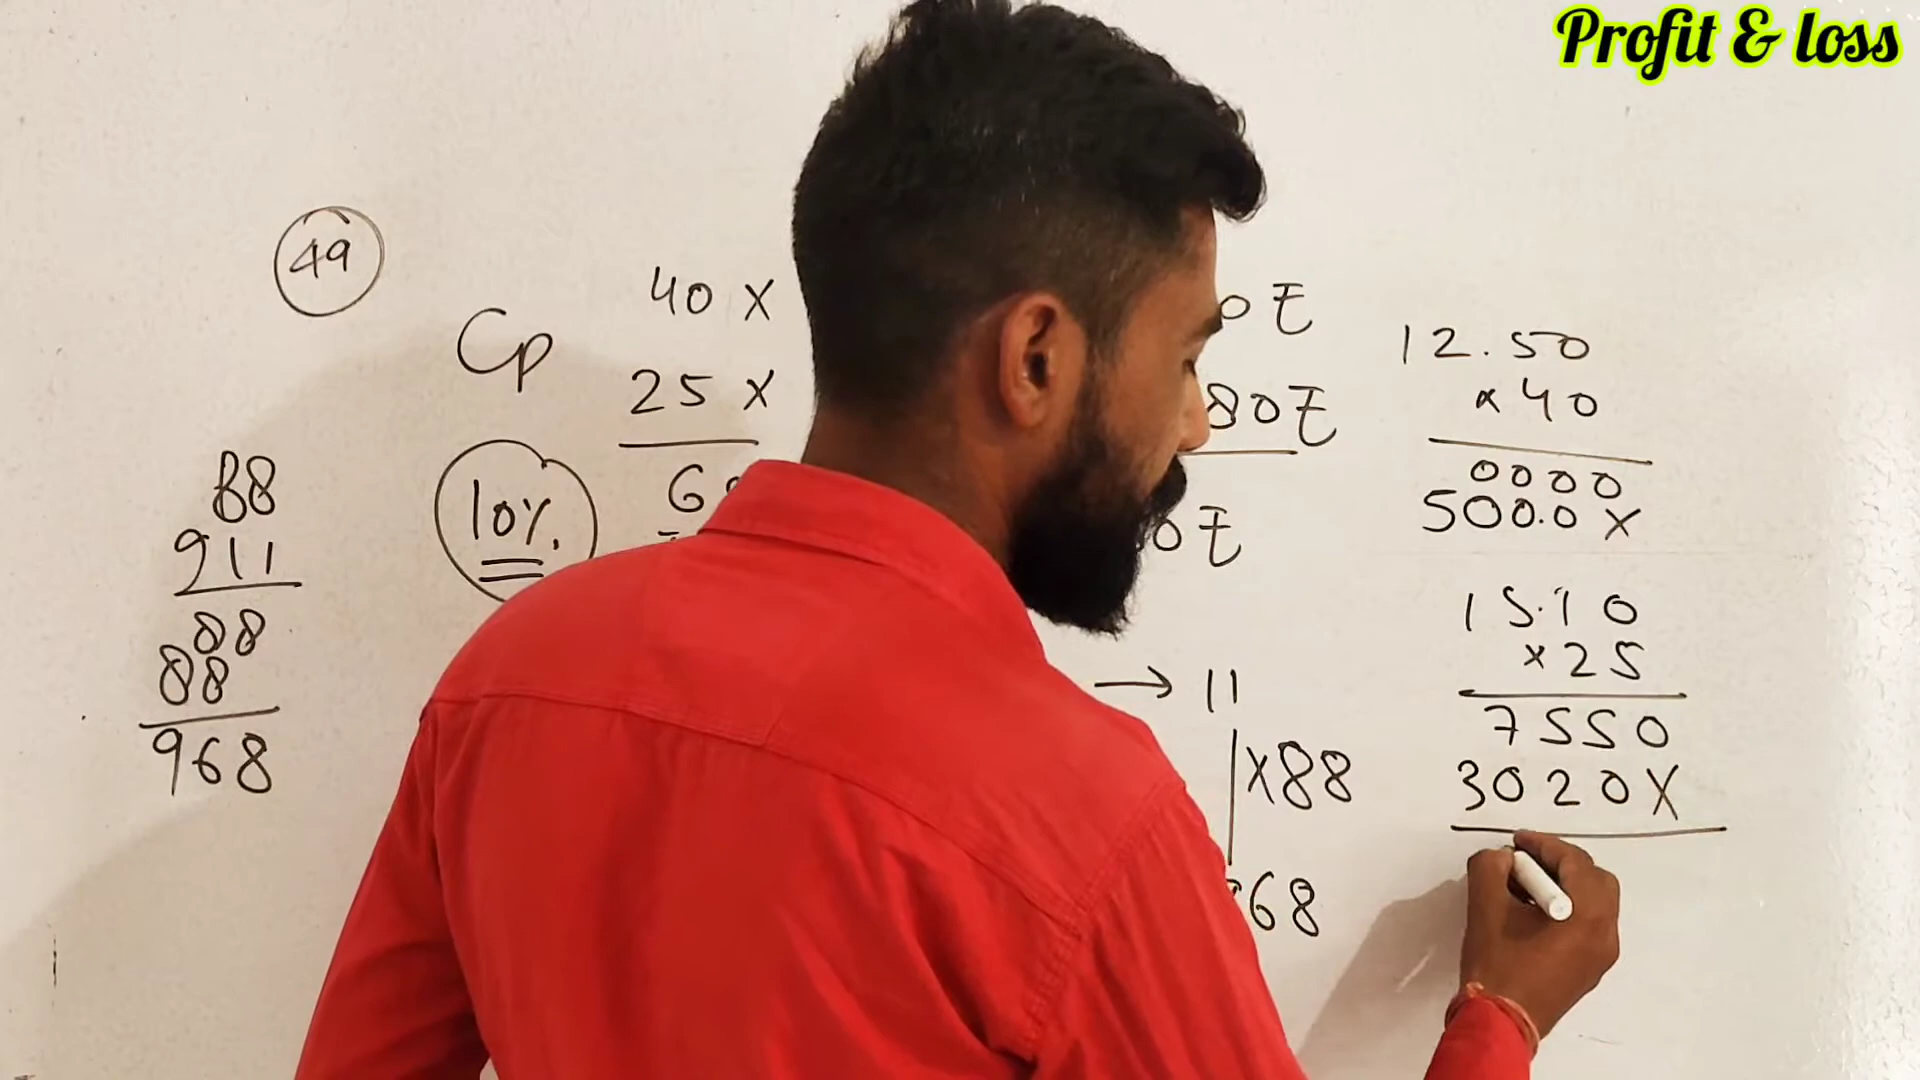 Profit & loss
49
Cp
40 X
25 X
10%.
88
911
88
88
968
0 Ɛ
80 Ɛ
0 Ɛ
→ 11
X88
68
12.50
x 40
0000
500.0 X
15.10
x 25
7550
3020X